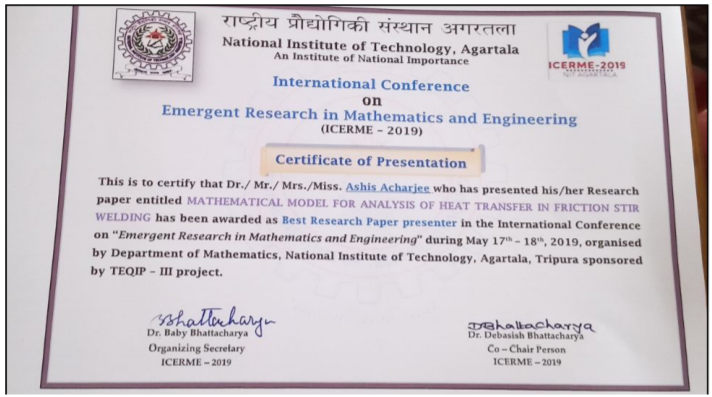 राष्ट्रीय प्रौद्योगिकी संस्थान अगरतला
National Institute of Technology, Agartala
An Institute of National Importance
ICERME-2019
NIT AGARTALA
International Conference
on
Emergent Research in Mathematics and Engineering
(ICERME – 2019)
Certificate of Presentation
This is to certify that Dr./ Mr./ Mrs./Miss. Ashis Acharjee who has presented his/her Research
paper entitled MATHEMATICAL MODEL FOR ANALYSIS OF HEAT TRANSFER IN FRICTION STIR
WELDING has been awarded as Best Research Paper presenter in the International Conference
on "Emergent Research in Mathematics and Engineering" during May 17th – 18th, 2019, organised
by Department of Mathematics, National Institute of Technology, Agartala, Tripura sponsored
by TEQIP – III project.
Bhattacharya
Dr. Baby Bhattacharya
Organizing Secretary
ICERME – 2019
DBhattacharya
Dr. Debasish Bhattacharya
Co – Chair Person
ICERME – 2019